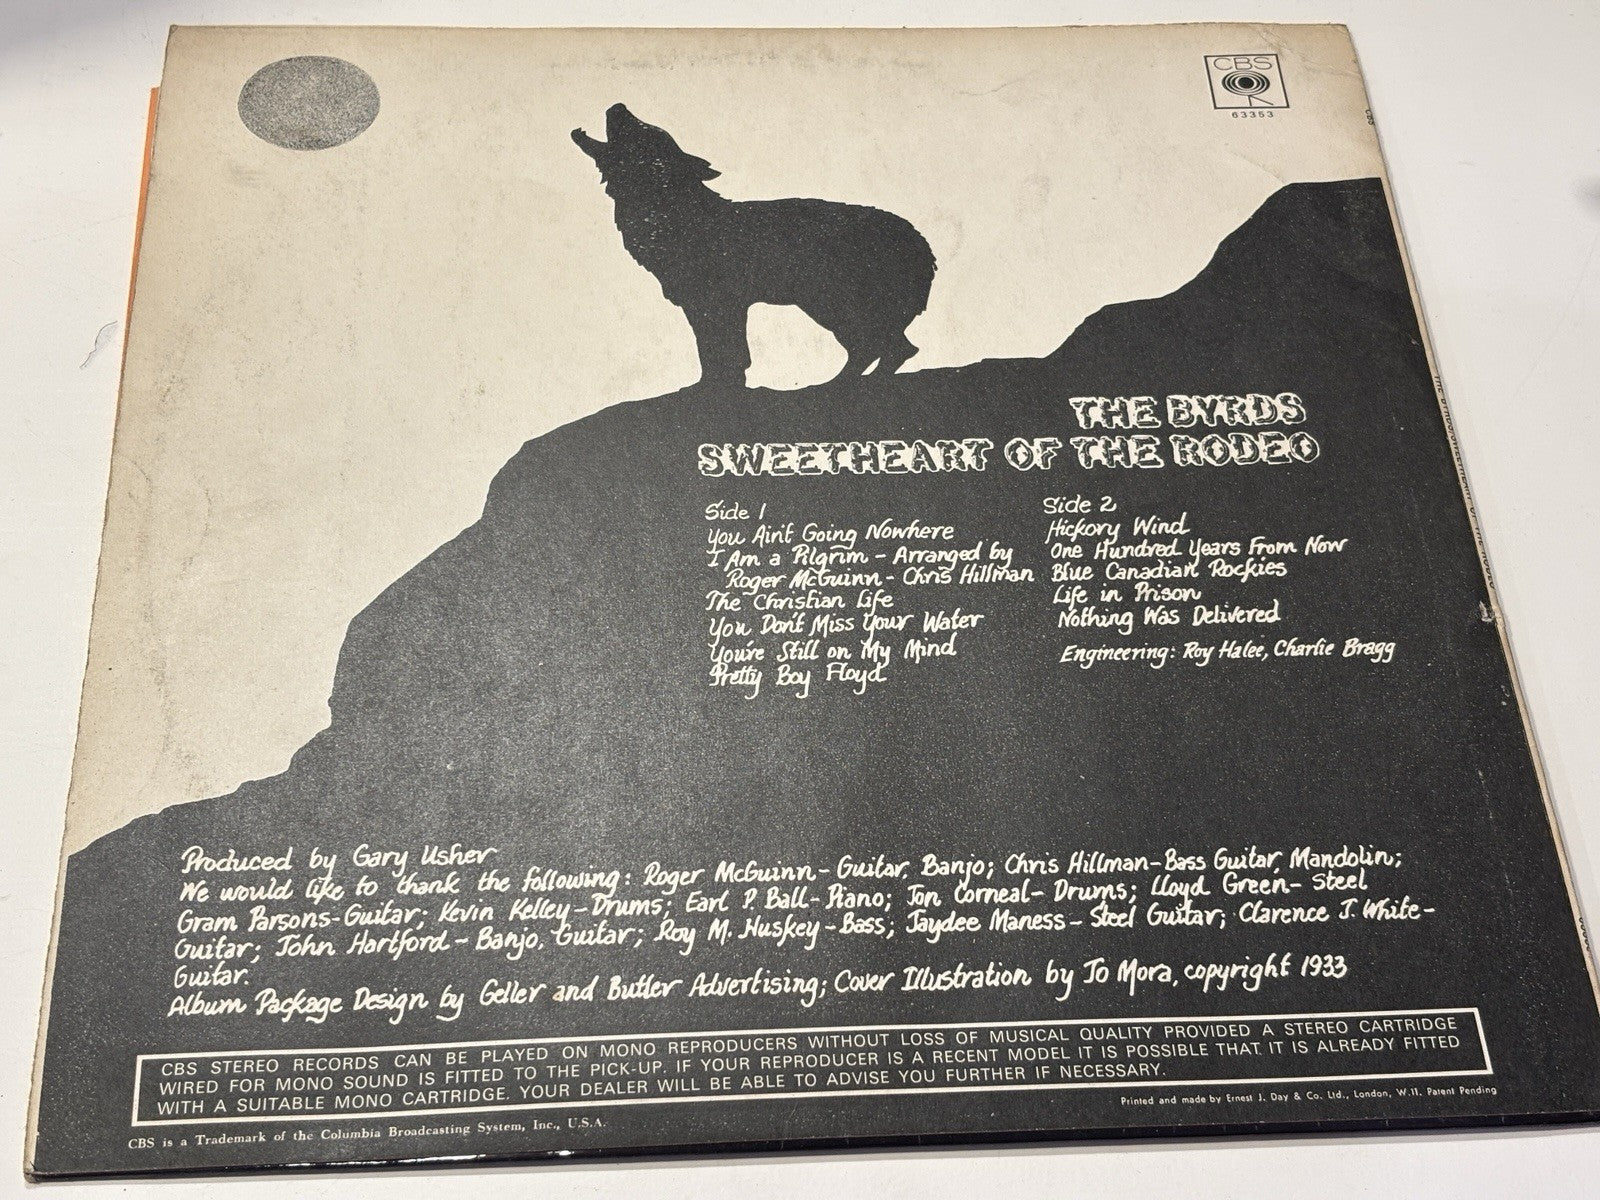 CBS
63353
THE BYRDS
SWEETHEART OF THE RODEO
Side 1
You Ain't Going Nowhere
I Am a Pilgrim - Arranged by
Roger McGuinn - Chris Hillman
The Christian Life
You Don't Miss Your Water
You're Still on My Mind
Pretty Boy Floyd
Side 2
Hickory Wind
One Hundred Years From Now
Blue Canadian Rockies
Life in Prison
Nothing Was Delivered
Engineering: Roy Halee, Charlie Bragg
Produced by Gary Usher
We would like to thank the following: Roger McGuinn - Guitar, Banjo; Chris Hillman - Bass Guitar, Mandolin;
Gram Parsons - Guitar; Kevin Kelley - Drums; Earl P. Ball - Piano; Jon Corneal - Drums; Lloyd Green - Steel
Guitar; John Hartford - Banjo, Guitar; Roy M. Huskey - Bass; Jaydee Maness - Steel Guitar; Clarence J. White -
Guitar.
Album Package Design by Geller and Butler Advertising; Cover Illustration by Jo Mora, copyright 1933
CBS STEREO RECORDS CAN BE PLAYED ON MONO REPRODUCERS WITHOUT LOSS OF MUSICAL QUALITY PROVIDED A STEREO CARTRIDGE
WIRED FOR MONO SOUND IS FITTED TO THE PICK-UP. IF YOUR REPRODUCER IS A RECENT MODEL IT IS POSSIBLE THAT IT IS ALREADY FITTED
WITH A SUITABLE MONO CARTRIDGE. YOUR DEALER WILL BE ABLE TO ADVISE YOU FURTHER IF NECESSARY.
Printed and made by Ernest J. Day & Co. Ltd., London, W.11. Patent Pending
CBS is a Trademark of the Columbia Broadcasting System, Inc., U.S.A.
CBS
THE BYRDS/SWEETHEART OF THE RODEO